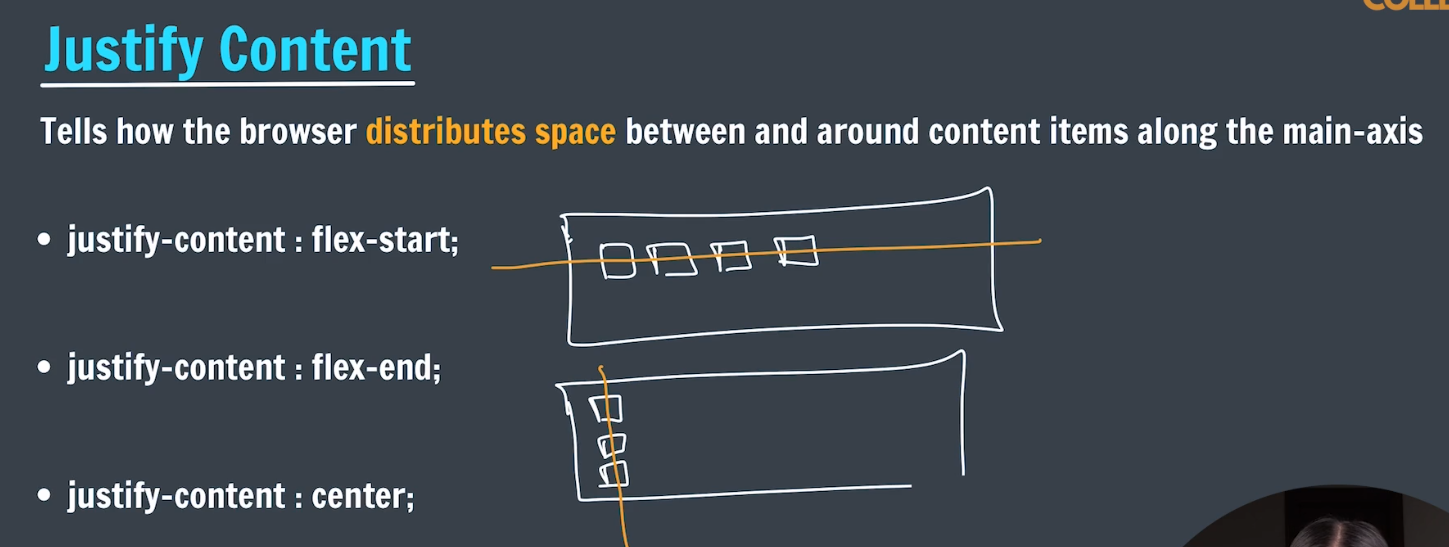 Justify Content
Tells how the browser distributes space between and around content items along the main-axis
• justify-content : flex-start;
• justify-content : flex-end;
• justify-content : center;